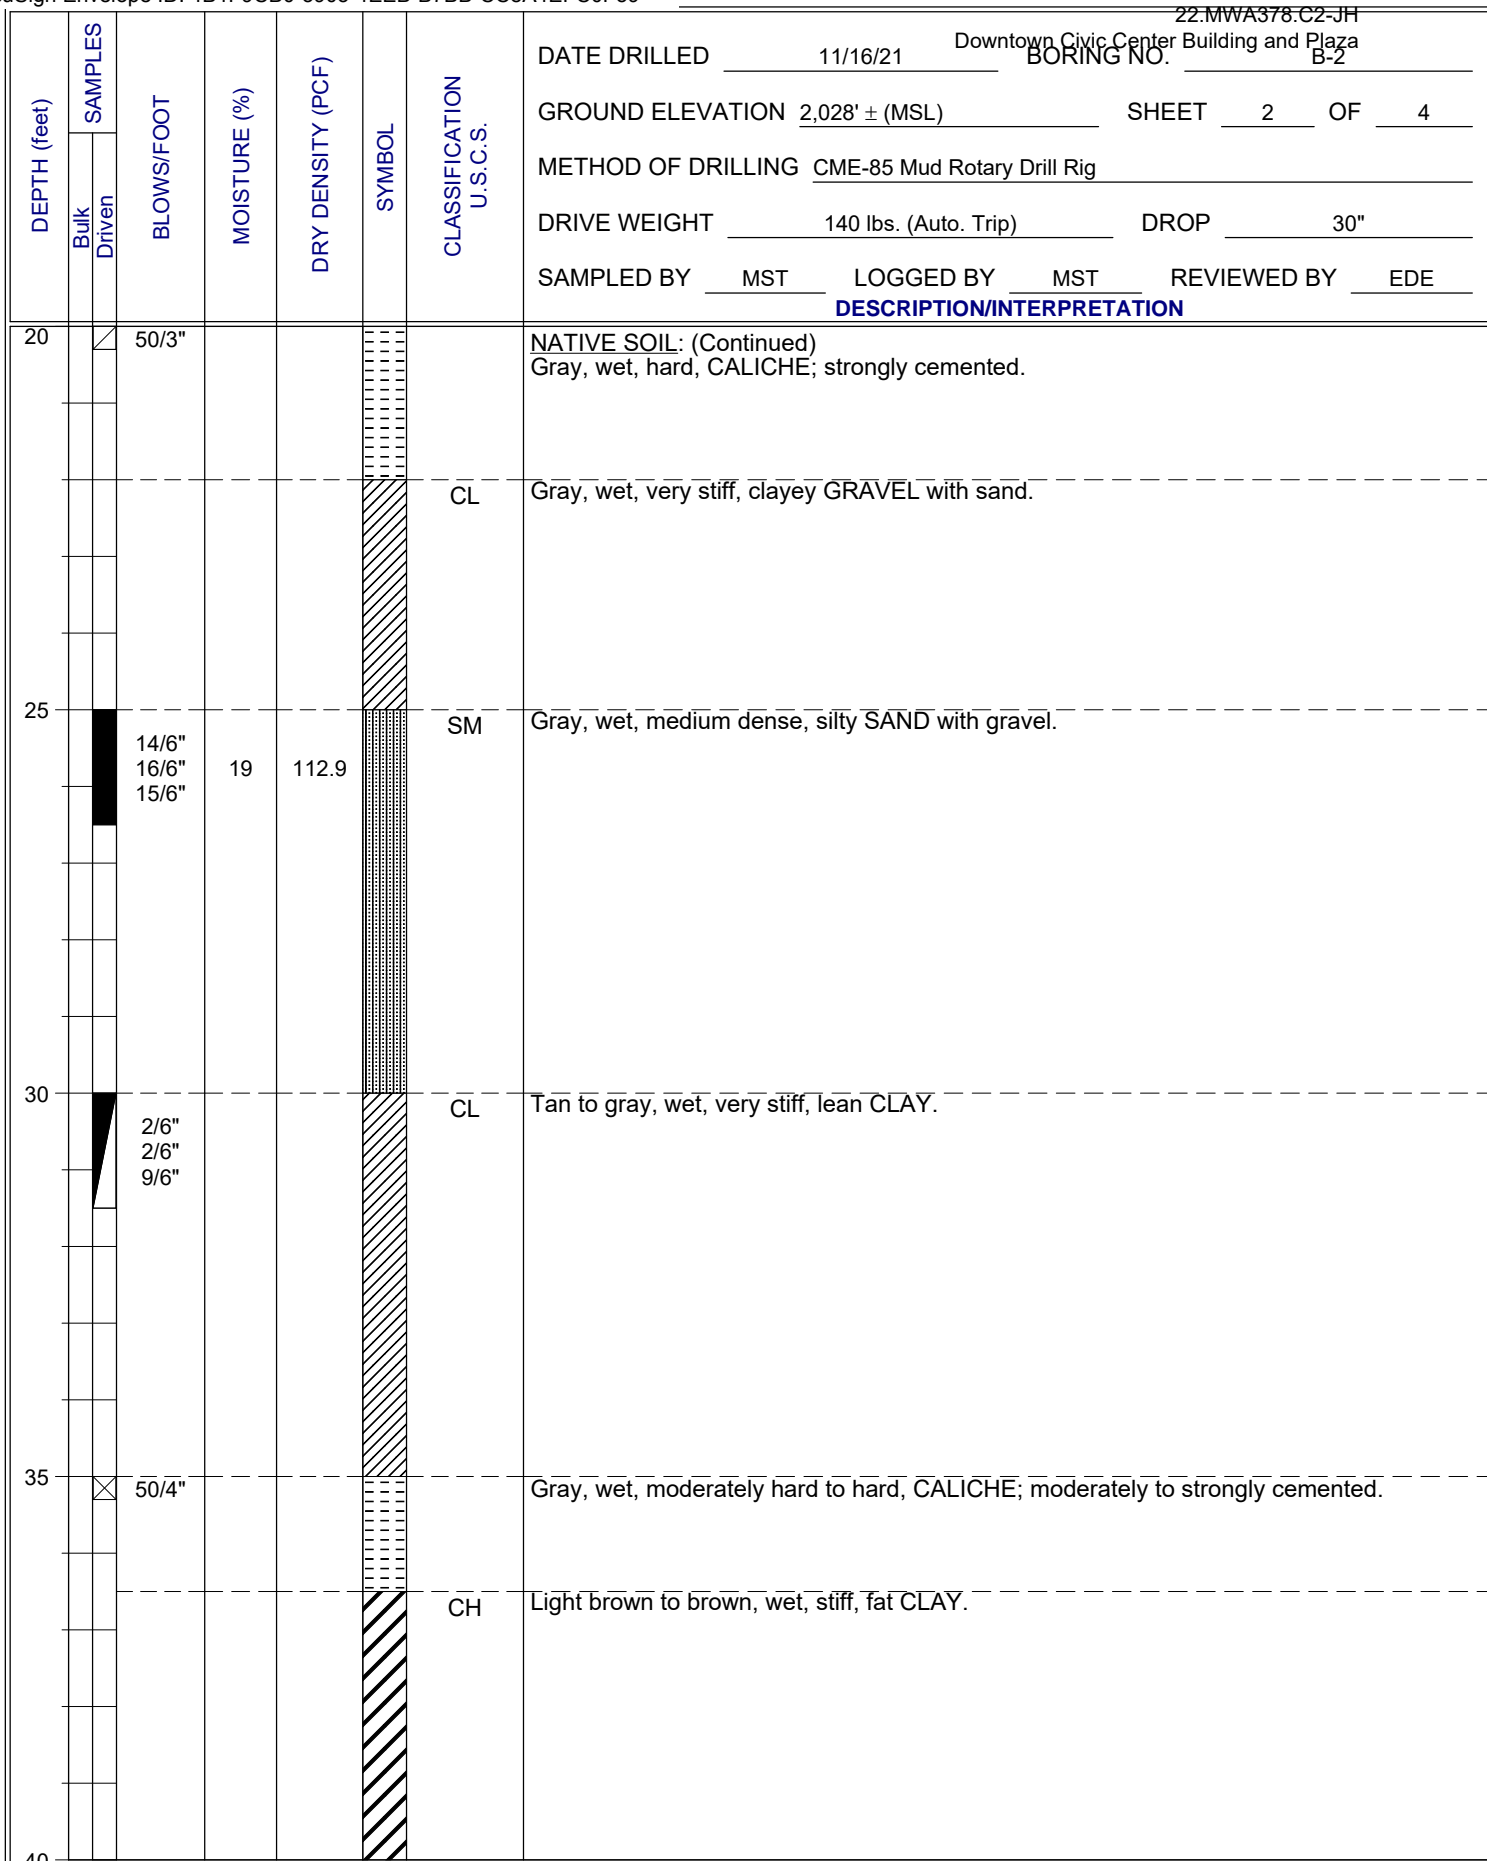 22.MWA378.C2-JH
Downtown Civic Center Building and Plaza
DEPTH (feet)
SAMPLES
Bulk
Driven
BLOWS/FOOT
MOISTURE (%)
DRY DENSITY (PCF)
SYMBOL
CLASSIFICATION
U.S.C.S.
DATE DRILLED 11/16/21 BORING NO. B-2
GROUND ELEVATION 2,028' ± (MSL) SHEET 2 OF 4
METHOD OF DRILLING CME-85 Mud Rotary Drill Rig
DRIVE WEIGHT 140 lbs. (Auto. Trip) DROP 30"
SAMPLED BY MST LOGGED BY MST REVIEWED BY EDE
DESCRIPTION/INTERPRETATION
20 50/3" NATIVE SOIL: (Continued)
Gray, wet, hard, CALICHE; strongly cemented.
CL Gray, wet, very stiff, clayey GRAVEL with sand.
25 SM Gray, wet, medium dense, silty SAND with gravel.
14/6"
16/6" 19 112.9
15/6"
30 CL Tan to gray, wet, very stiff, lean CLAY.
2/6"
2/6"
9/6"
35 50/4" Gray, wet, moderately hard to hard, CALICHE; moderately to strongly cemented.
CH Light brown to brown, wet, stiff, fat CLAY.
40